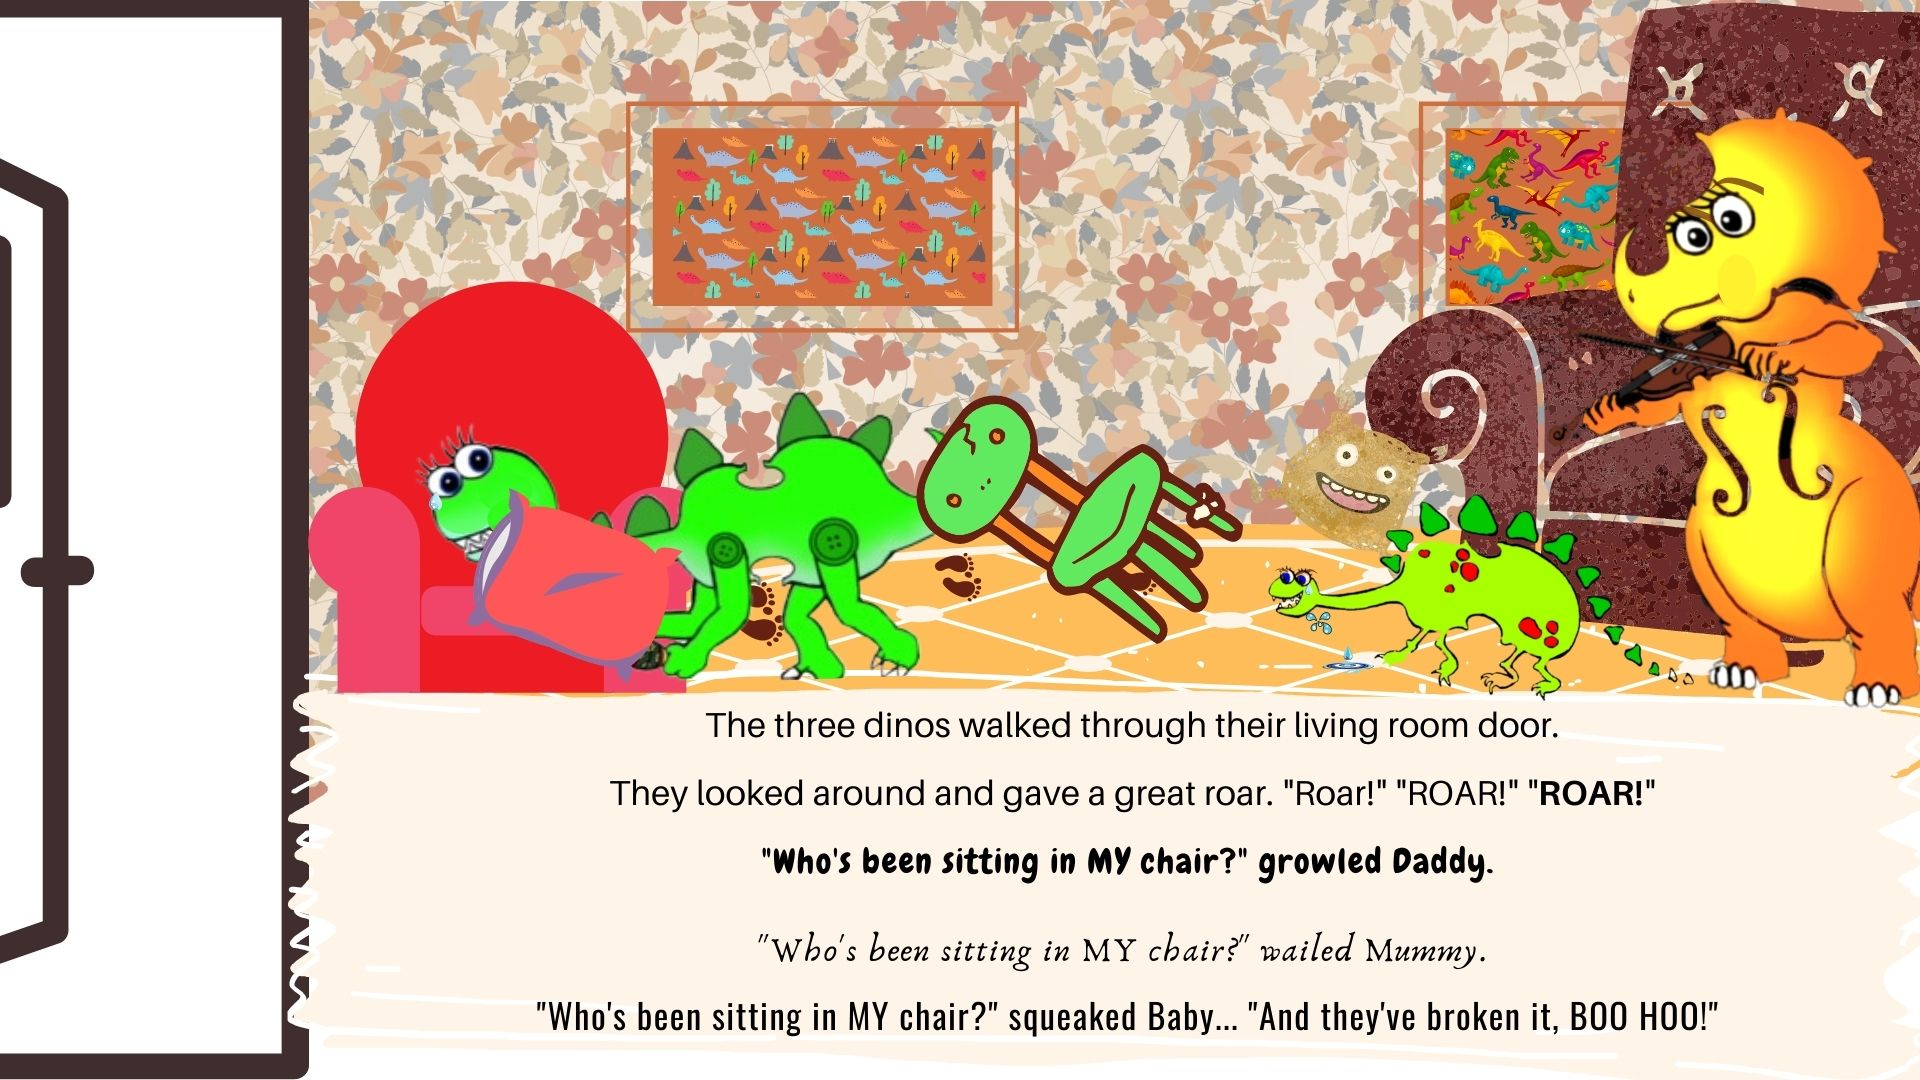 The three dinos walked through their living room door.
They looked around and gave a great roar. "Roar!" "ROAR!" "ROAR!"
"Who's been sitting in MY chair?" growled Daddy.
"Who's been sitting in MY chair?" wailed Mummy.
"Who's been sitting in MY chair?" squeaked Baby... "And they've broken it, BOO HOO!"